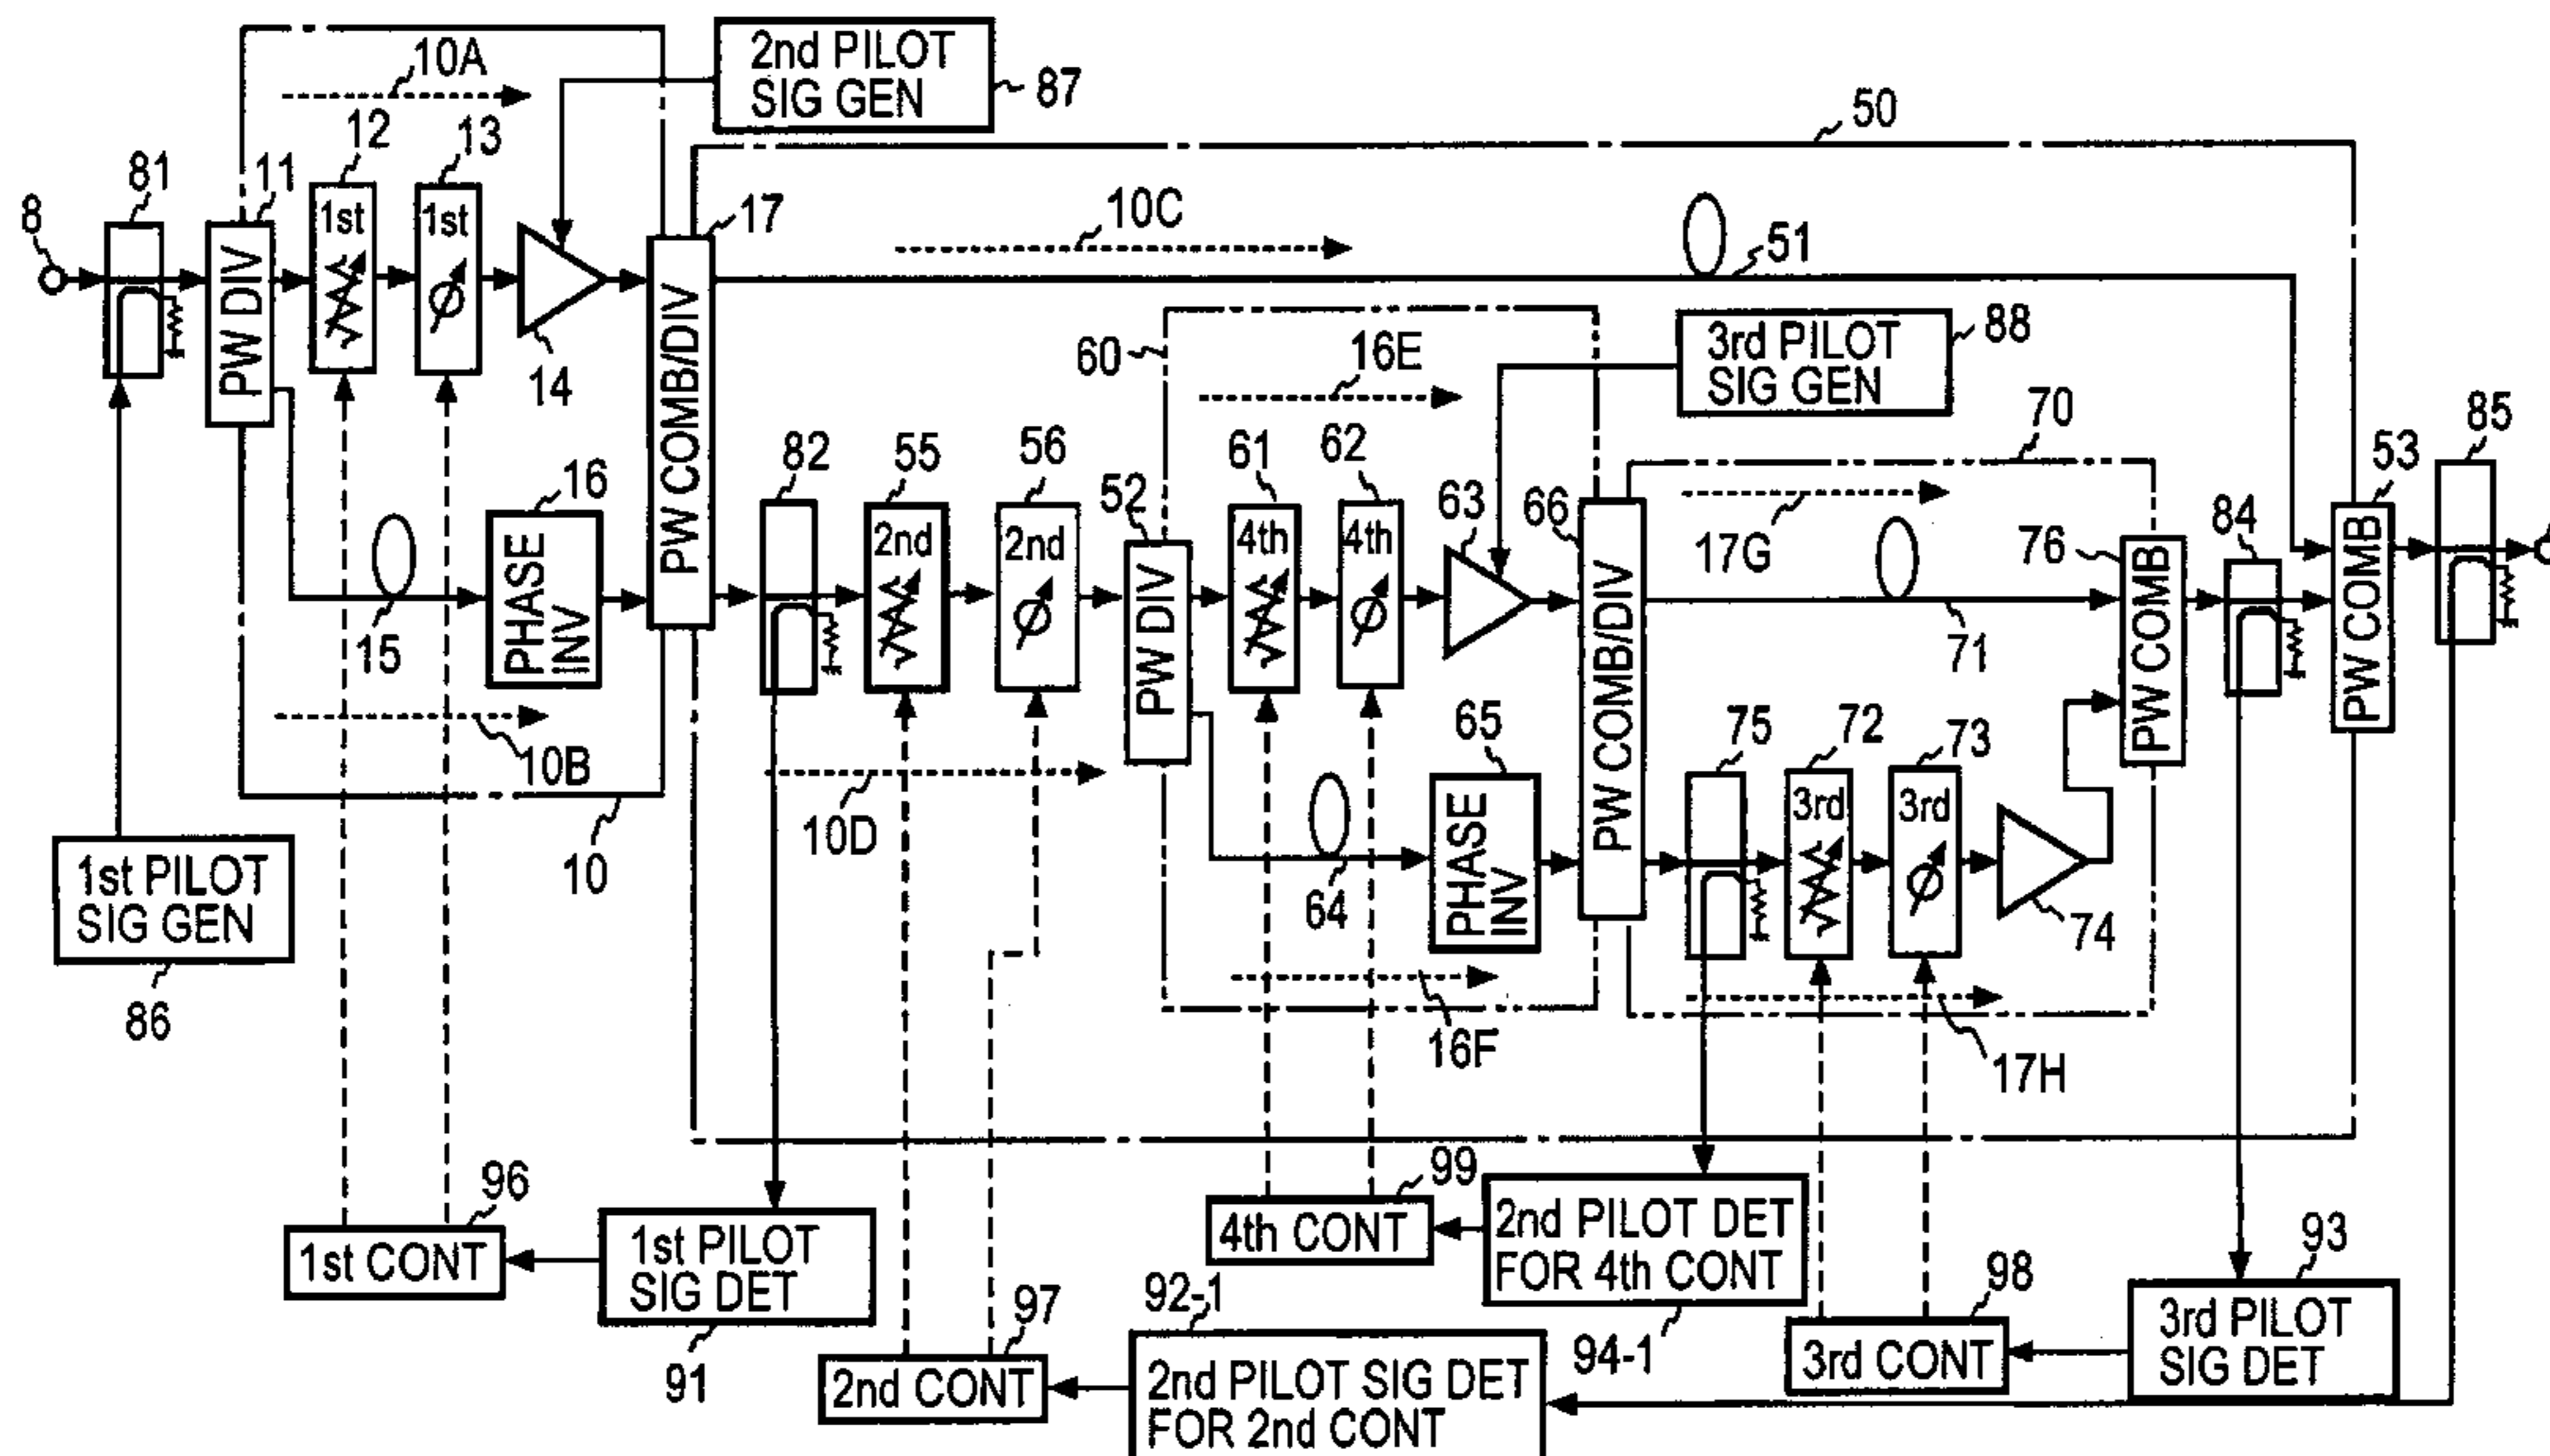 10A
2nd PILOT
SIG GEN
87
50
12
13
81
11
8
1st
1st
17
10C
51
PW DIV
14
PW COMB/DIV
60
16E
3rd PILOT
SIG GEN
88
70
85
53
82
55
56
61
62
63
66
17G
76
84
16
52
2nd
2nd
4th
4th
PHASE
INV
15
PW DIV
PW COMB/DIV
71
PW COMB
PW COMB
10B
65
75
72
73
10D
3rd
3rd
PHASE
INV
64
74
1st PILOT
SIG GEN
10
86
16F
17H
96
99
1st CONT
1st PILOT
SIG DET
91
4th CONT
2nd PILOT DET
FOR 4th CONT
94-1
93
98
97
92-1
2nd CONT
2nd PILOT SIG DET
FOR 2nd CONT
3rd CONT
3rd PILOT
SIG DET